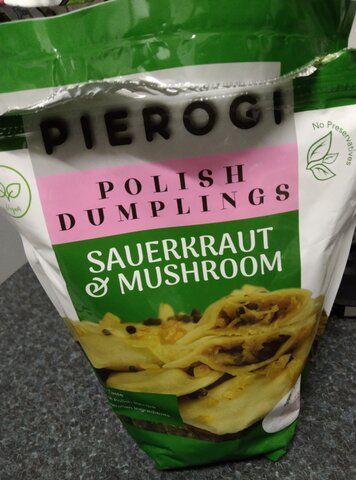 PIEROGI
No Preservatives
POLISH
DUMPLINGS
SAUERKRAUT
& MUSHROOM